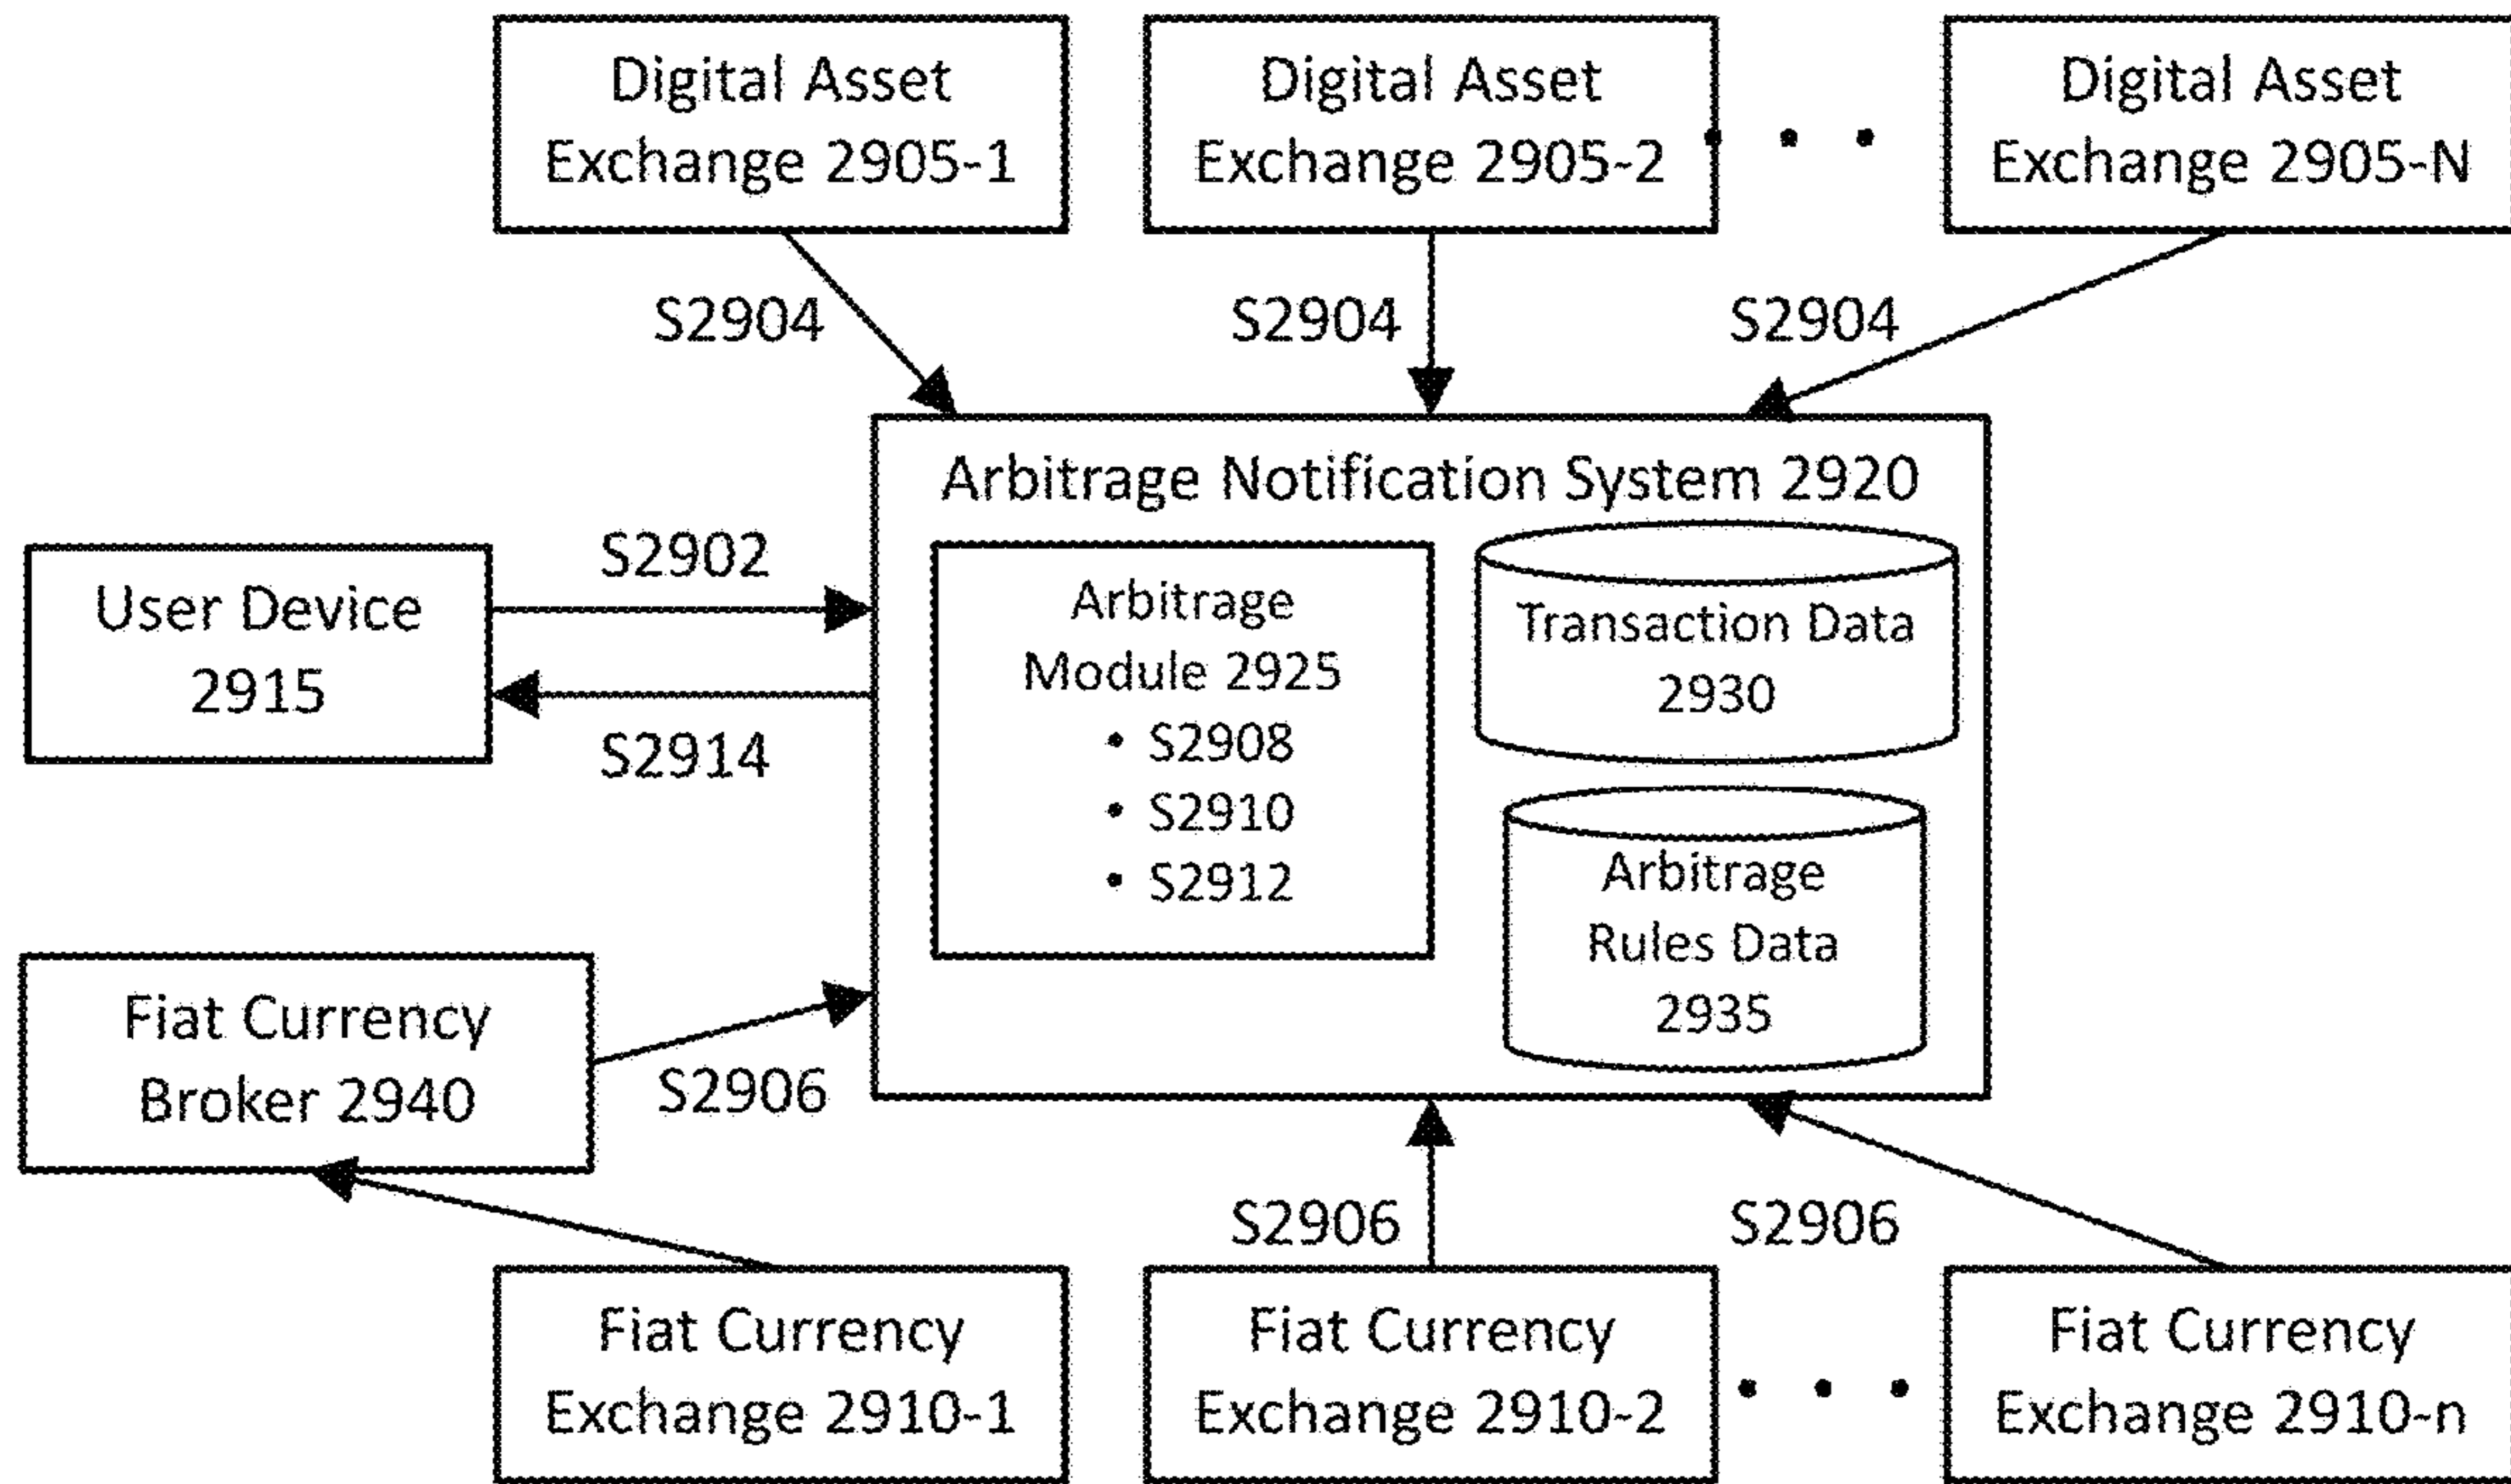 Digital Asset
Exchange 2905-1
Digital Asset
Exchange 2905-2
Digital Asset
Exchange 2905-N
S2904
S2904
S2904
Arbitrage Notification System 2920
User Device
2915
S2902
S2914
Arbitrage
Module 2925
• S2908
• S2910
• S2912
Transaction Data
2930
Arbitrage
Rules Data
2935
Fiat Currency
Broker 2940
S2906
S2906
S2906
Fiat Currency
Exchange 2910-1
Fiat Currency
Exchange 2910-2
Fiat Currency
Exchange 2910-n